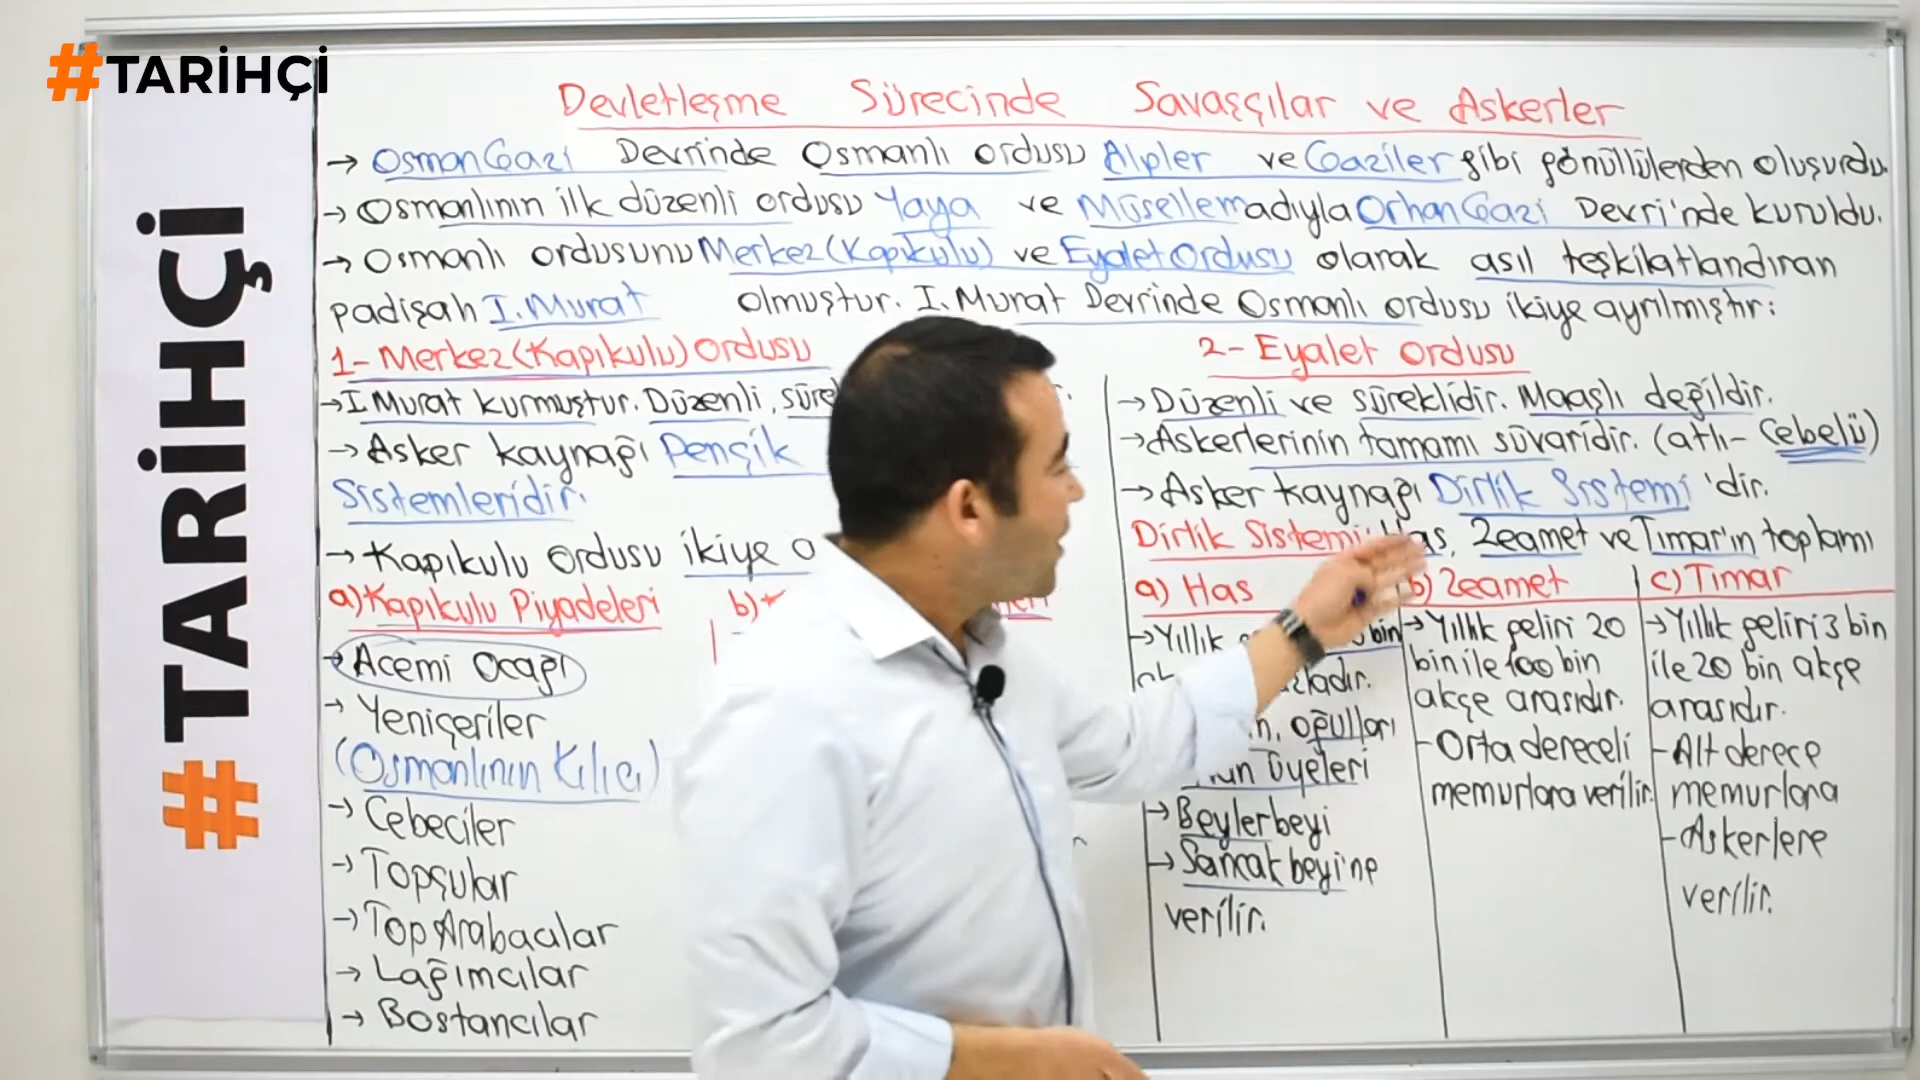 #TARİHÇİ
#TARİHÇİ
Devletleşme Sürecinde Savaşçılar ve Askerler
→ Osman Gazi Devrinde Osmanlı ordusu Alpler ve Gaziler gibi gönüllülerden oluşurdu.
→ Osmanlının ilk düzenli ordusu Yaya ve Müsellem adıyla Orhan Gazi Devri'nde kuruldu.
→ Osmanlı ordusunu Merkez (Kapıkulu) ve Eyalet Ordusu olarak asıl teşkilatlandıran
padişah I. Murat olmuştur. I. Murat Devrinde Osmanlı ordusu ikiye ayrılmıştır:
1- Merkez (Kapıkulu) Ordusu
→ I Murat kurmuştur. Düzenli,
→ Asker kaynağı Pençik
Sistemleridir.
→ Kapıkulu ordusu ikiye
a) Kapıkulu Piyadeleri b)
→ Acemi Ocağı
→ Yeniçeriler
(Osmanlının Kılıcı)
→ Cebeciler
→ Topçular
→ Top Arabacılar
→ Lağımcılar
→ Bostancılar
2- Eyalet Ordusu
→ Düzenli ve süreklidir. Maaşlı değildir.
→ Askerlerinin tamamı süvaridir. (atlı- Cebelü)
→ Asker kaynağı Dirlik Sistemi 'dir.
Dirlik Sistemi: Has, Zeamet ve Tımar'ın toplamı
a) Has
→ Yıllık bin
oğulları
üyeleri
→ Beylerbeyi
→ Sancak beyine
verilir.
b) Zeamet
→ Yıllık geliri 20
bin ile 100 bin
akçe arasıdır.
- Orta dereceli
memurlara verilir.
c) Tımar
→ Yıllık geliri 3 bin
ile 20 bin akçe
arasıdır.
- Alt derece
memurlara
- Askerlere
verilir.